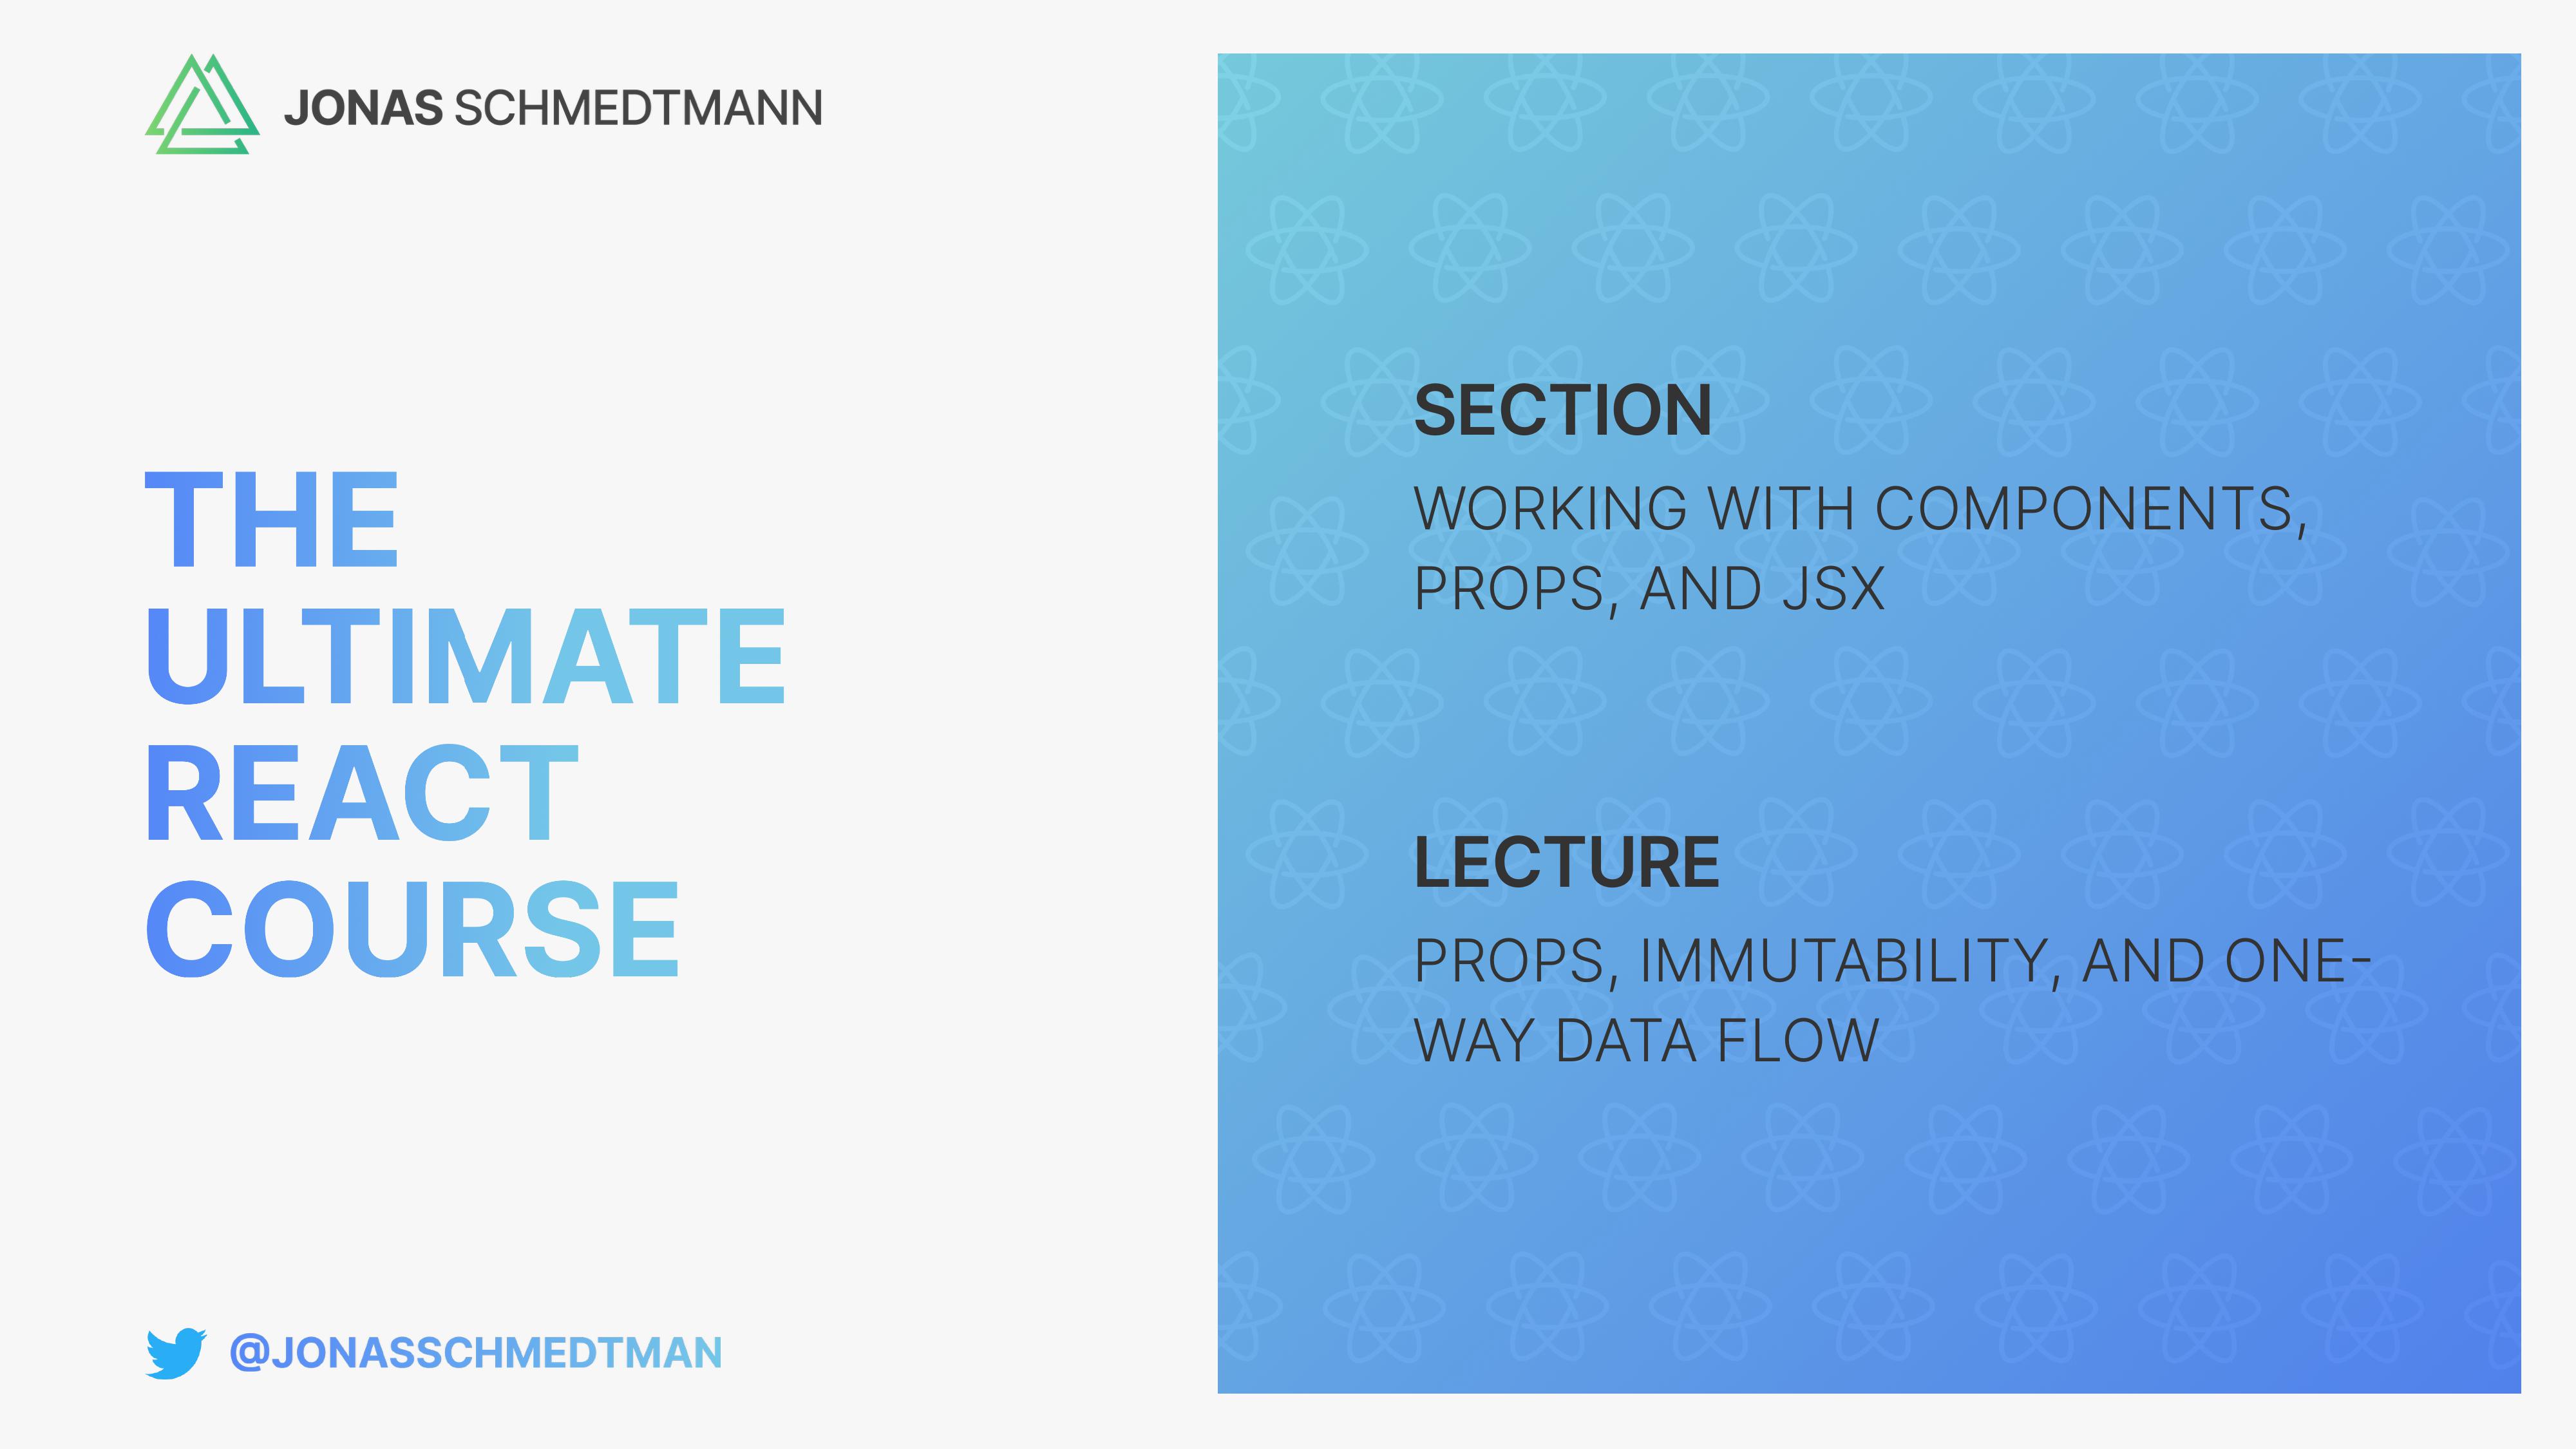 JONAS SCHMEDTMANN
THE
ULTIMATE
REACT
COURSE
@JONASSCHMEDTMAN
SECTION
WORKING WITH COMPONENTS,
PROPS, AND JSX
LECTURE
PROPS, IMMUTABILITY, AND ONE-
WAY DATA FLOW